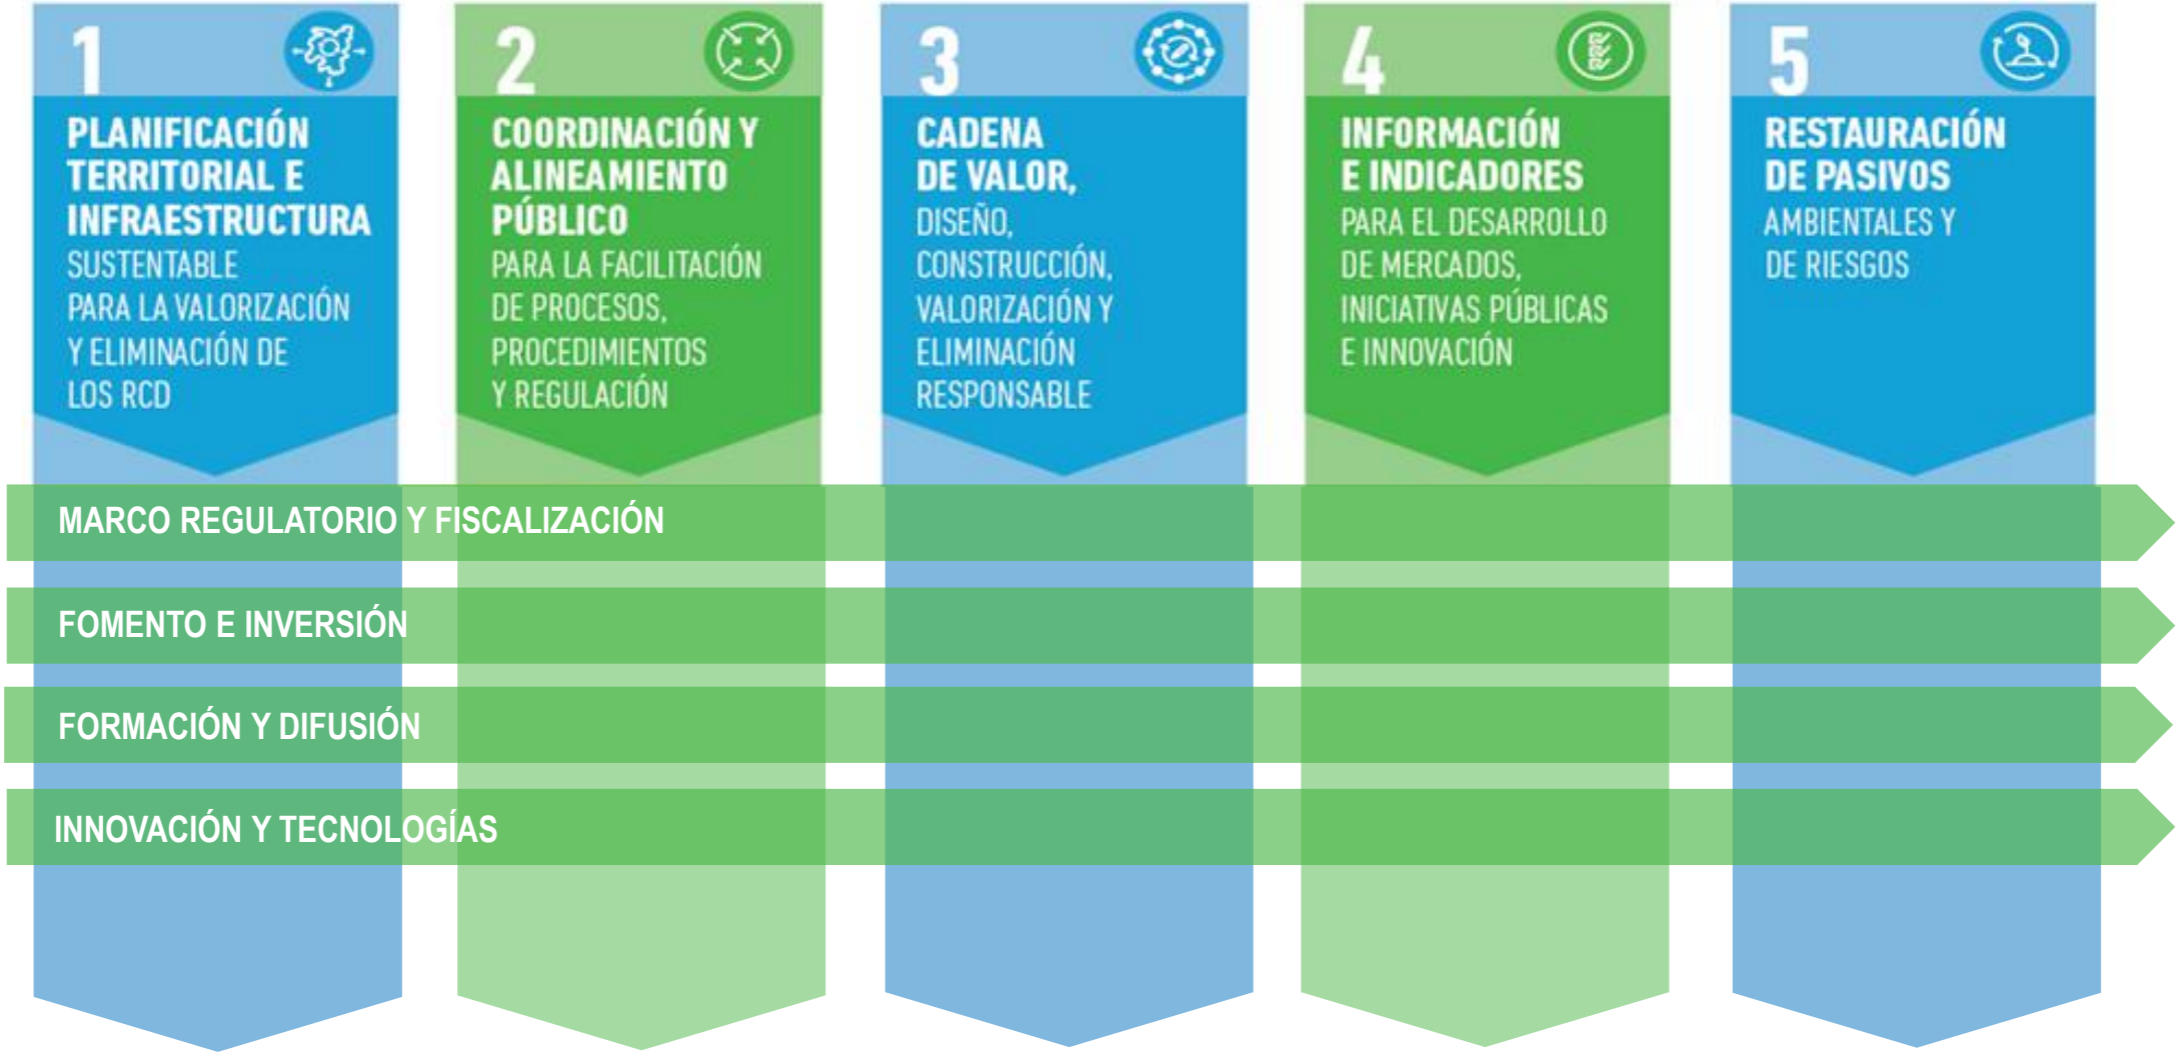 1
PLANIFICACIÓN
TERRITORIAL E
INFRAESTRUCTURA
SUSTENTABLE
PARA LA VALORIZACIÓN
Y ELIMINACIÓN DE
LOS RCD
2
COORDINACIÓN Y
ALINEAMIENTO
PÚBLICO
PARA LA FACILITACIÓN
DE PROCESOS,
PROCEDIMIENTOS
Y REGULACIÓN
3
CADENA
DE VALOR,
DISEÑO,
CONSTRUCCIÓN,
VALORIZACIÓN Y
ELIMINACIÓN
RESPONSABLE
4
INFORMACIÓN
E INDICADORES
PARA EL DESARROLLO
DE MERCADOS,
INICIATIVAS PÚBLICAS
E INNOVACIÓN
5
RESTAURACIÓN
DE PASIVOS
AMBIENTALES Y
DE RIESGOS
MARCO REGULATORIO Y FISCALIZACIÓN
FOMENTO E INVERSIÓN
FORMACIÓN Y DIFUSIÓN
INNOVACIÓN Y TECNOLOGÍAS